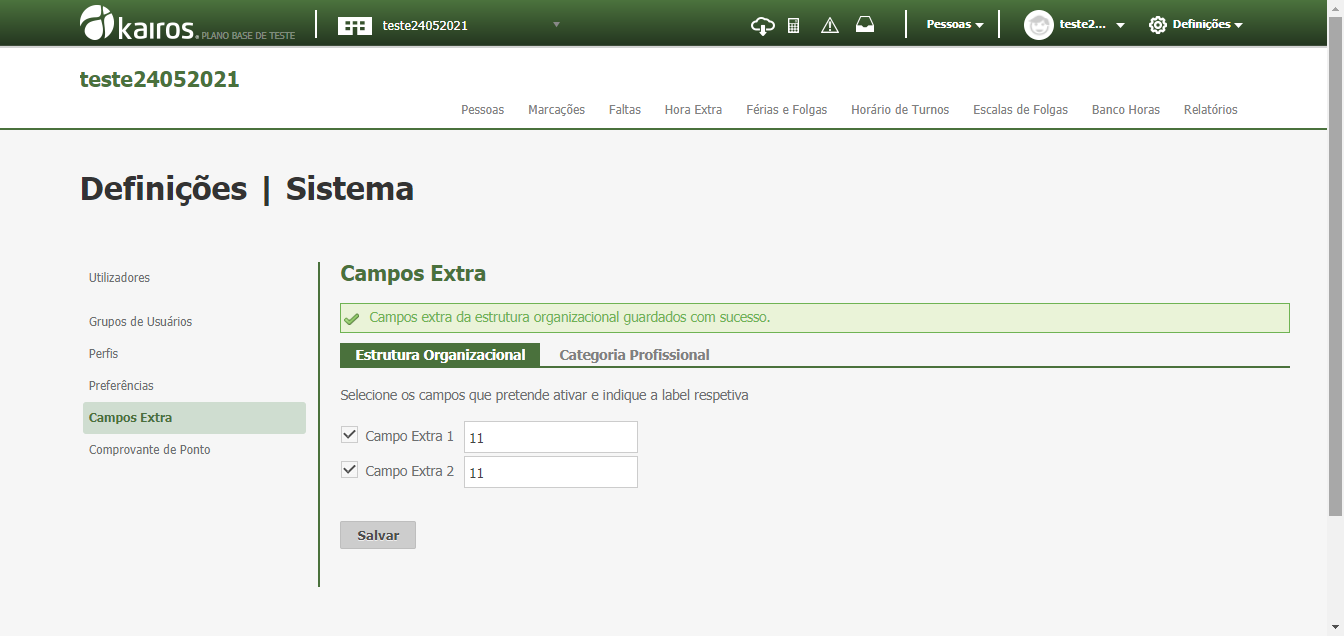 kairos. PLANO BASE DE TESTE
teste24052021
Pessoas
teste2...
Definições
teste24052021
Pessoas Marcações Faltas Hora Extra Férias e Folgas Horário de Turnos Escalas de Folgas Banco Horas Relatórios
Definições | Sistema
Utilizadores
Grupos de Usuários
Perfis
Preferências
Campos Extra
Comprovante de Ponto
Campos Extra
Campos extra da estrutura organizacional guardados com sucesso.
Estrutura Organizacional Categoria Profissional
Selecione os campos que pretende ativar e indique a label respetiva
Campo Extra 1 11
Campo Extra 2 11
Salvar